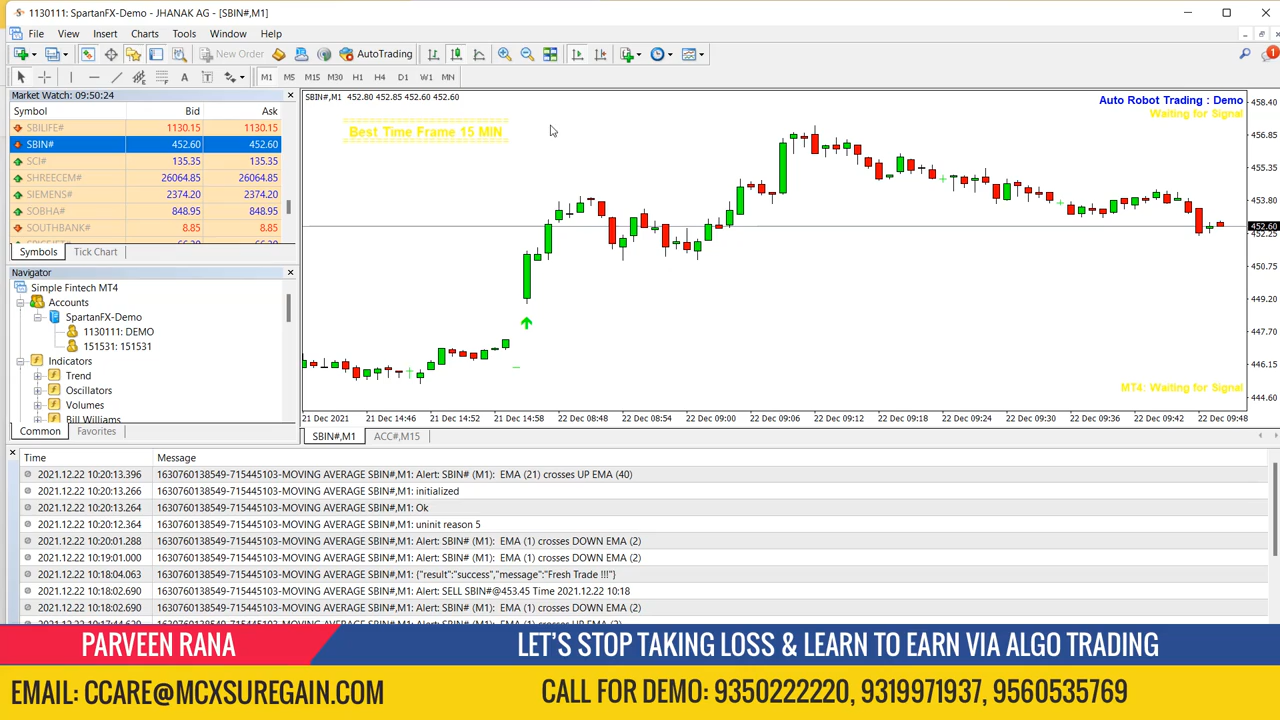 1130111: SpartanFX-Demo - JHANAK AG - [SBIN#,M1]
File View Insert Charts Tools Window Help
New Order AutoTrading
1
M1 M5 M15 M30 H1 H4 D1 W1 MN
Market Watch: 09:50:24
Symbol Bid Ask
SBILIFE# 1130.15 1130.15
SBIN# 452.60 452.60
SCI# 135.35 135.35
SHREECEM# 26064.85 26064.85
SIEMENS# 2374.20 2374.20
SOBHA# 848.95 848.95
SOUTHBANK# 8.85 8.85
Symbols Tick Chart
Navigator
Simple Fintech MT4
Accounts
SpartanFX-Demo
1130111: DEMO
151531: 151531
Indicators
Trend
Oscillators
Volumes
Bill Williams
Common Favorites
SBIN#,M1 452.80 452.85 452.60 452.60
Best Time Frame 15 MIN
Auto Robot Trading : Demo
Waiting for Signal
MT4: Waiting for Signal
458.40
456.85
455.35
453.80
452.60
452.25
450.75
449.20
447.70
446.15
444.60
21 Dec 2021 21 Dec 14:46 21 Dec 14:52 21 Dec 14:58 22 Dec 08:48 22 Dec 08:54 22 Dec 09:00 22 Dec 09:06 22 Dec 09:12 22 Dec 09:18 22 Dec 09:24 22 Dec 09:30 22 Dec 09:36 22 Dec 09:42 22 Dec 09:48
SBIN#,M1 ACC#,M15
Time Message
2021.12.22 10:20:13.396 1630760138549-715445103-MOVING AVERAGE SBIN#,M1: Alert: SBIN# (M1): EMA (21) crosses UP EMA (40)
2021.12.22 10:20:13.266 1630760138549-715445103-MOVING AVERAGE SBIN#,M1: initialized
2021.12.22 10:20:13.264 1630760138549-715445103-MOVING AVERAGE SBIN#,M1: Ok
2021.12.22 10:20:12.364 1630760138549-715445103-MOVING AVERAGE SBIN#,M1: uninit reason 5
2021.12.22 10:20:01.288 1630760138549-715445103-MOVING AVERAGE SBIN#,M1: Alert: SBIN# (M1): EMA (1) crosses DOWN EMA (2)
2021.12.22 10:19:01.000 1630760138549-715445103-MOVING AVERAGE SBIN#,M1: Alert: SBIN# (M1): EMA (1) crosses DOWN EMA (2)
2021.12.22 10:18:04.063 1630760138549-715445103-MOVING AVERAGE SBIN#,M1: {"result":"success","message":"Fresh Trade !!!"}
2021.12.22 10:18:02.690 1630760138549-715445103-MOVING AVERAGE SBIN#,M1: Alert: SELL SBIN#@453.45 Time 2021.12.22 10:18
2021.12.22 10:18:02.690 1630760138549-715445103-MOVING AVERAGE SBIN#,M1: Alert: SBIN# (M1): EMA (1) crosses DOWN EMA (2)
PARVEEN RANA
LET'S STOP TAKING LOSS & LEARN TO EARN VIA ALGO TRADING
EMAIL: CCARE@MCXSUREGAIN.COM
CALL FOR DEMO: 9350222220, 9319971937, 9560535769